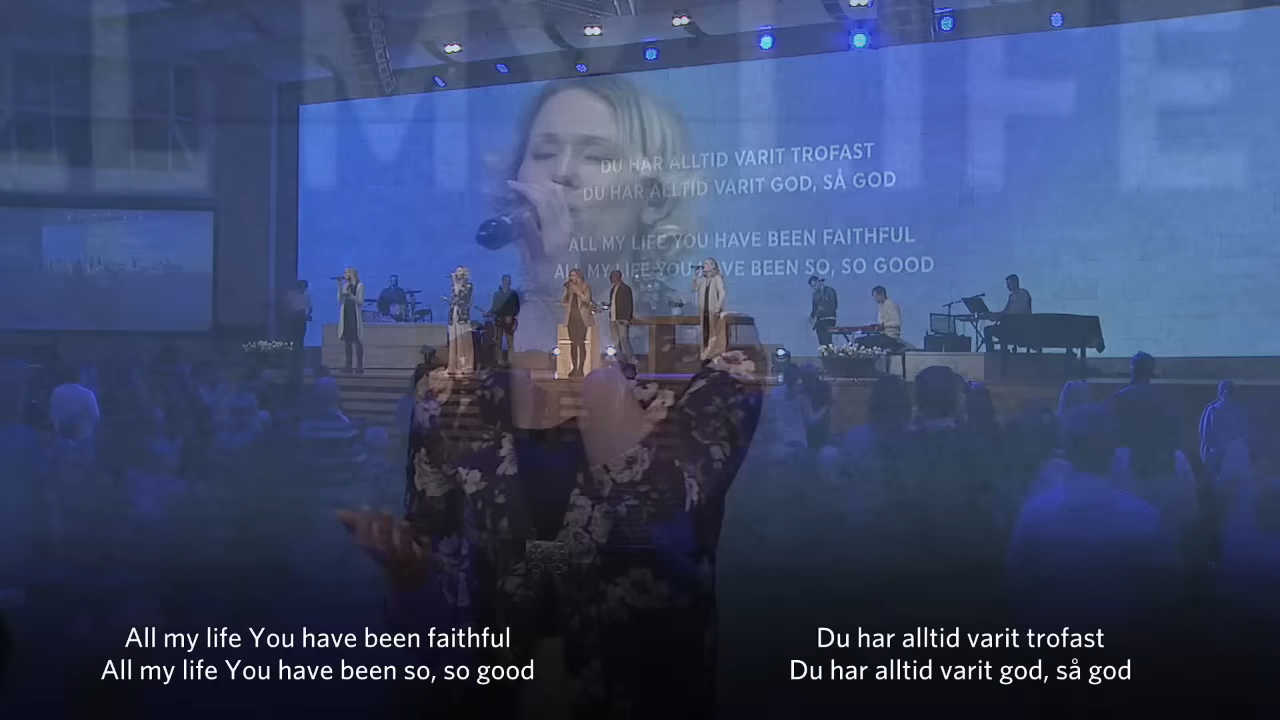 MY LIFE
DU HAR ALLTID VARIT TROFAST
DU HAR ALLTID VARIT GOD, SÅ GOD
ALL MY LIFE YOU HAVE BEEN FAITHFUL
ALL MY LIFE YOU HAVE BEEN SO, SO GOOD
All my life You have been faithful
All my life You have been so, so good
Du har alltid varit trofast
Du har alltid varit god, så god